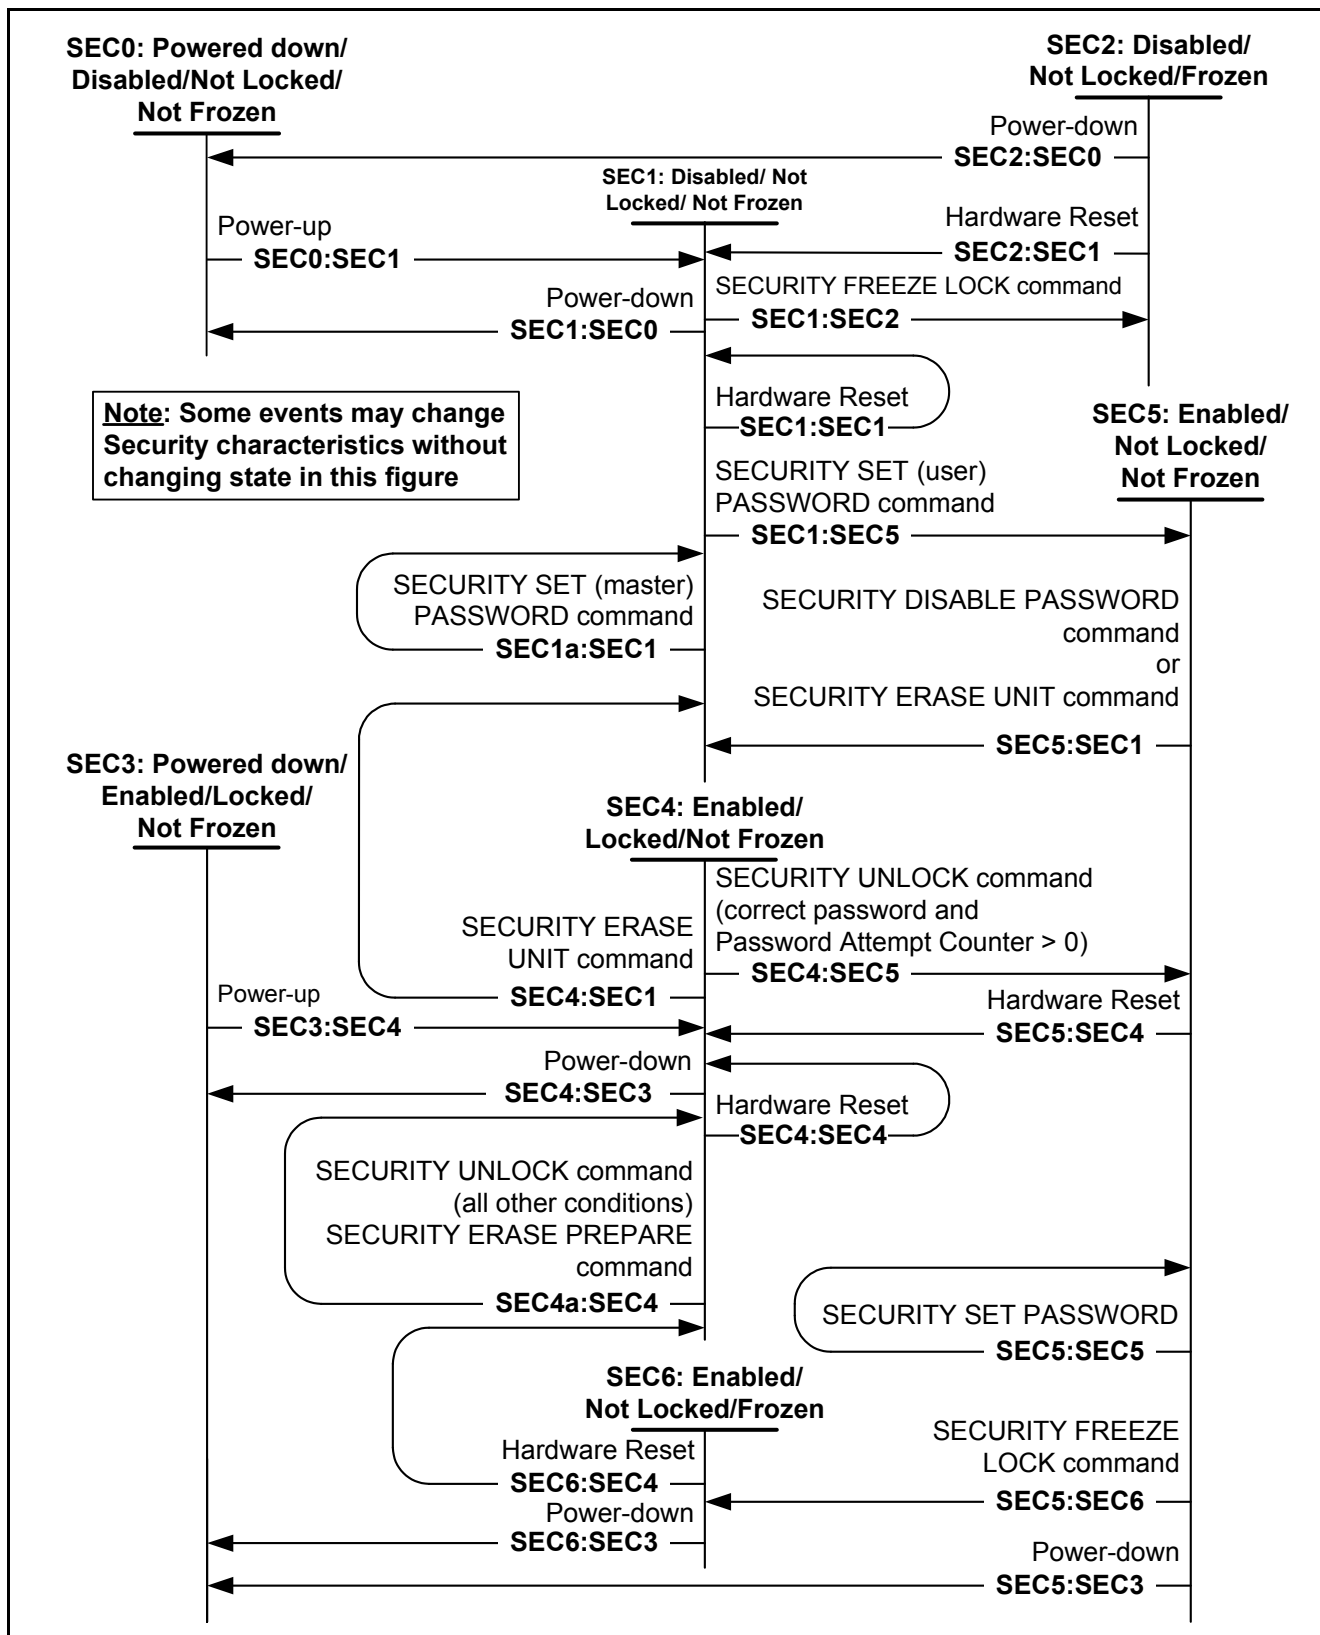 SEC0: Powered down/
Disabled/Not Locked/
Not Frozen
SEC2: Disabled/
Not Locked/Frozen
Power-down
SEC2:SEC0
SEC1: Disabled/ Not
Locked/ Not Frozen
Power-up
SEC0:SEC1
Hardware Reset
SEC2:SEC1
SECURITY FREEZE LOCK command
SEC1:SEC2
Power-down
SEC1:SEC0
Hardware Reset
SEC1:SEC1
Note: Some events may change
Security characteristics without
changing state in this figure
SEC5: Enabled/
Not Locked/
Not Frozen
SECURITY SET (user)
PASSWORD command
SEC1:SEC5
SECURITY SET (master)
PASSWORD command
SEC1a:SEC1
SECURITY DISABLE PASSWORD
command
or
SECURITY ERASE UNIT command
SEC5:SEC1
SEC3: Powered down/
Enabled/Locked/
Not Frozen
SEC4: Enabled/
Locked/Not Frozen
SECURITY UNLOCK command
(correct password and
Password Attempt Counter > 0)
SEC4:SEC5
SECURITY ERASE
UNIT command
SEC4:SEC1
Power-up
SEC3:SEC4
Hardware Reset
SEC5:SEC4
Power-down
SEC4:SEC3
Hardware Reset
SEC4:SEC4
SECURITY UNLOCK command
(all other conditions)
SECURITY ERASE PREPARE
command
SEC4a:SEC4
SECURITY SET PASSWORD
SEC5:SEC5
SEC6: Enabled/
Not Locked/Frozen
Hardware Reset
SEC6:SEC4
SECURITY FREEZE
LOCK command
SEC5:SEC6
Power-down
SEC6:SEC3
Power-down
SEC5:SEC3